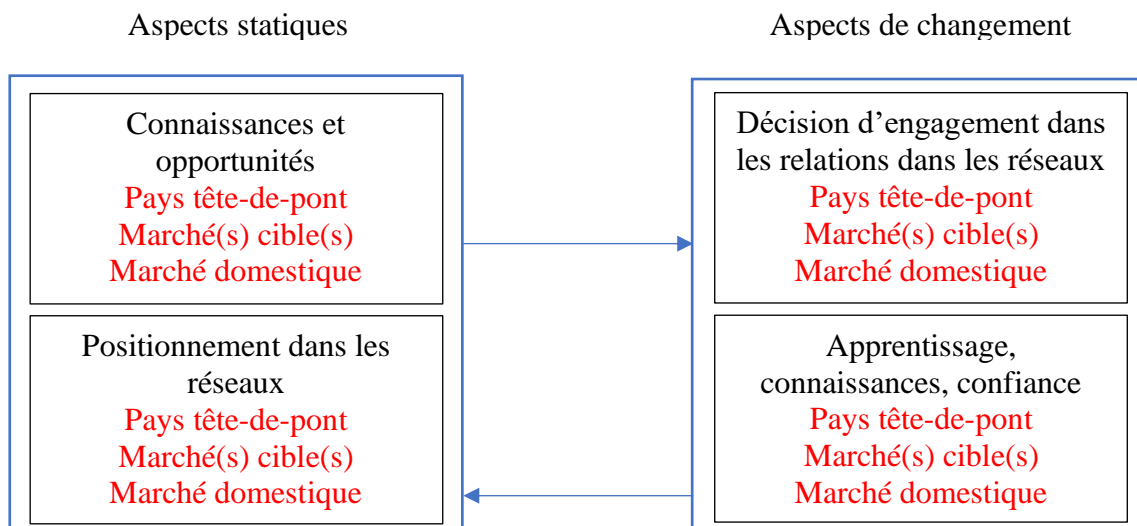 Aspects statiques
Aspects de changement
Connaissances et
opportunités
Pays tête-de-pont
Marché(s) cible(s)
Marché domestique
Positionnement dans les
réseaux
Pays tête-de-pont
Marché(s) cible(s)
Marché domestique
Décision d’engagement dans
les relations dans les réseaux
Pays tête-de-pont
Marché(s) cible(s)
Marché domestique
Apprentissage,
connaissances, confiance
Pays tête-de-pont
Marché(s) cible(s)
Marché domestique